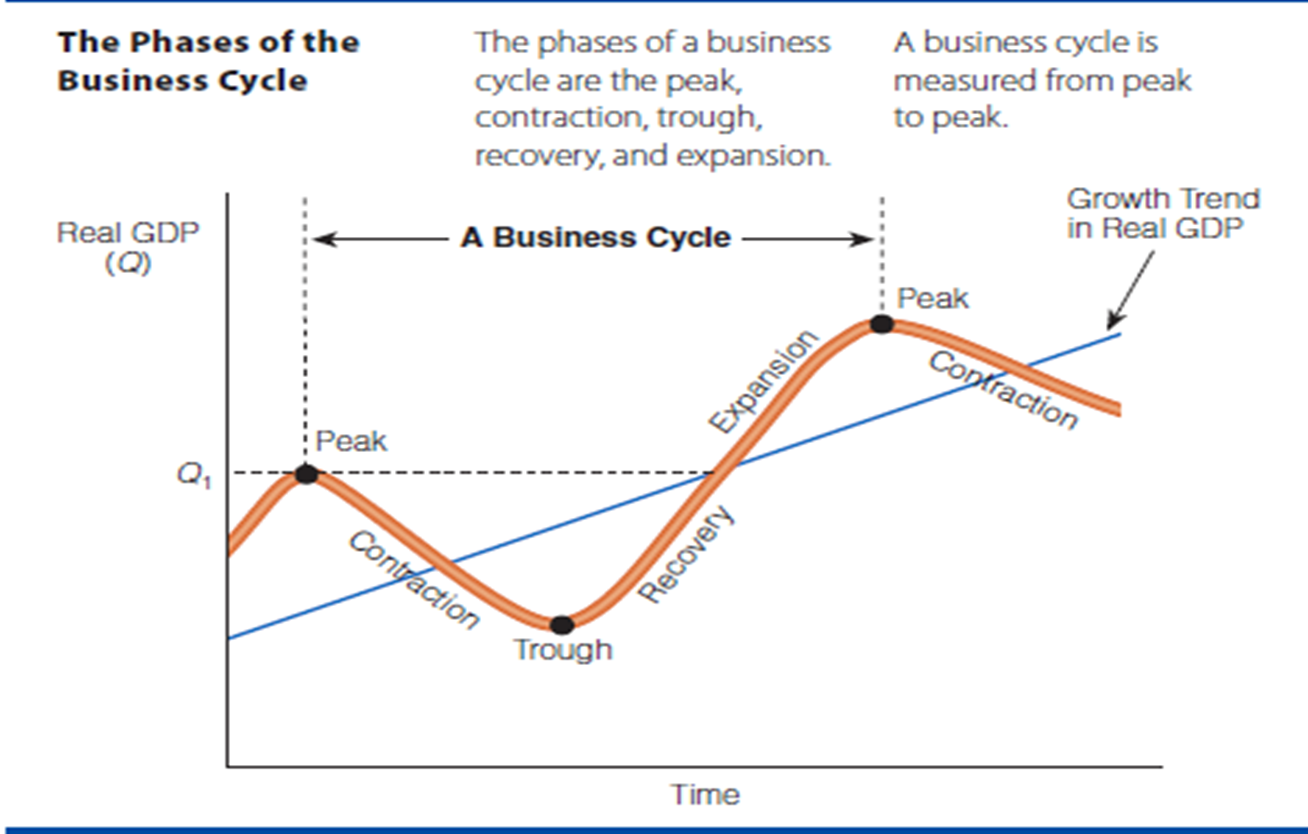 The Phases of the
Business Cycle
The phases of a business
cycle are the peak,
contraction, trough,
recovery, and expansion.
A business cycle is
measured from peak
to peak.
Growth Trend
in Real GDP
Real GDP
(Q)
A Business Cycle
Peak
Expansion
Contraction
Peak
Q₁
Contraction
Recovery
Trough
Time